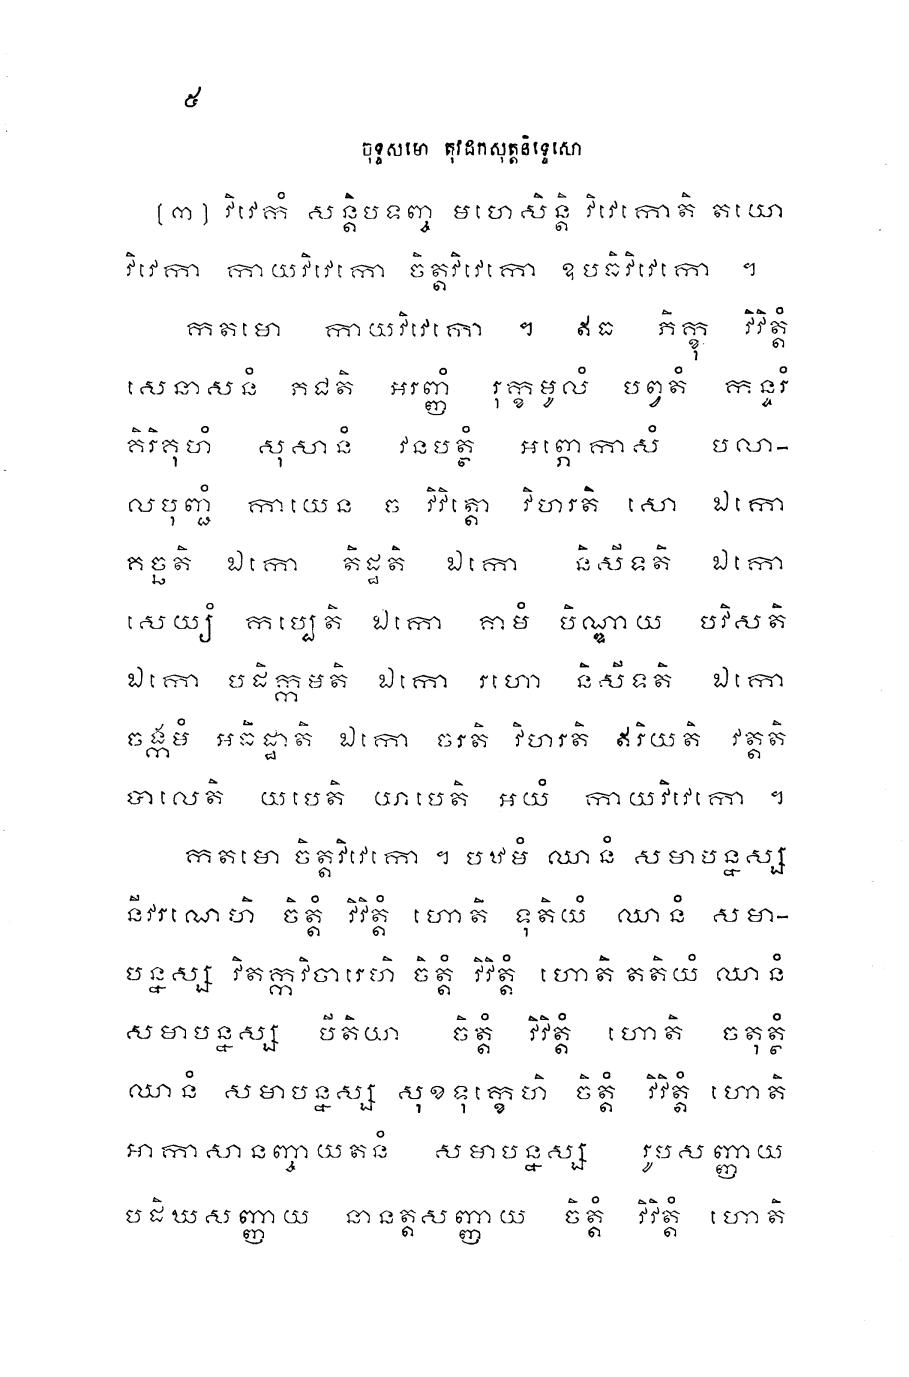 ៥
ចុទ្ទសមោ តុវដកសុត្តនិទ្ទេសោ
(៣) វិវេកំ សន្តិបទញ្ច មហេសិន្តិ វិវេកោតិ តយោ
វិវេកា កាយវិវេកោ ចិត្តវិវេកោ ឧបធិវិវេកោ ។
កតមោ កាយវិវេកោ ។ ឥធ ភិក្ខុ វិវិត្តំ
សេនាសនំ ភជតិ អរញ្ញំ រុក្ខមូលំ បព្វតំ កន្ទរំ
គិរិគុហំ សុសានំ វនបត្ថំ អព្ភោកាសំ បលា-
លបុញ្ជំ កាយេន ច វិវិត្តោ វិហរតិ សោ ឯកោ
គច្ឆតិ ឯកោ តិដ្ឋតិ ឯកោ និសីទតិ ឯកោ
សេយ្យំ កប្បេតិ ឯកោ គាមំ បិណ្ឌាយ បវិសតិ
ឯកោ បដិក្កមតិ ឯកោ រហោ និសីទតិ ឯកោ
ចង្កមំ អធិដ្ឋាតិ ឯកោ ចរតិ វិហរតិ ឥរិយតិ វត្តតិ
បាលេតិ យបេតិ យាបេតិ អយំ កាយវិវេកោ ។
កតមោ ចិត្តវិវេកោ ។ បឋមំ ឈានំ សមាបន្នស្ស
នីវរណេហិ ចិត្តំ វិវិត្តំ ហោតិ ទុតិយំ ឈានំ សមា-
បន្នស្ស វិតក្កវិចារេហិ ចិត្តំ វិវិត្តំ ហោតិ តតិយំ ឈានំ
សមាបន្នស្ស បីតិយា ចិត្តំ វិវិត្តំ ហោតិ ចតុត្ថំ
ឈានំ សមាបន្នស្ស សុខទុក្ខេហិ ចិត្តំ វិវិត្តំ ហោតិ
អាកាសានញ្ចាយតនំ សមាបន្នស្ស រូបសញ្ញាយ
បដិឃសញ្ញាយ នានត្តសញ្ញាយ ចិត្តំ វិវិត្តំ ហោតិ